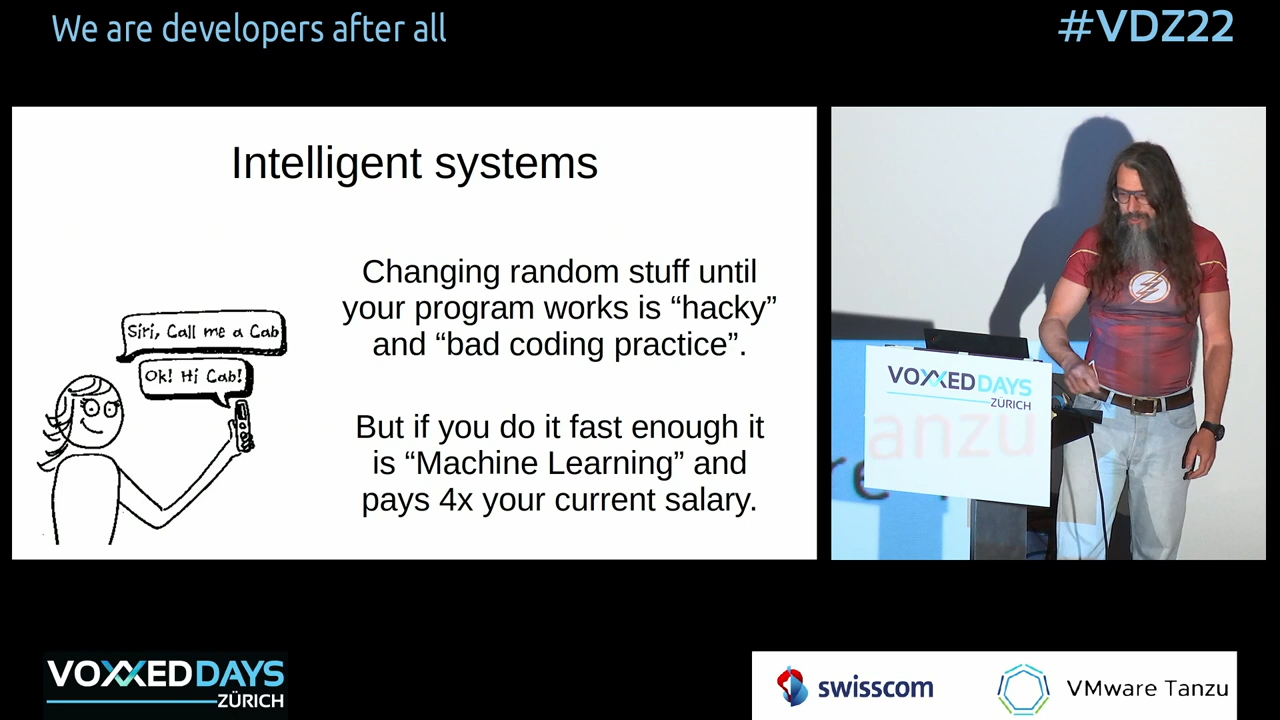 We are developers after all
#VDZ22
Intelligent systems
Changing random stuff until
your program works is “hacky”
and “bad coding practice”.
But if you do it fast enough it
is “Machine Learning” and
pays 4x your current salary.
Siri, Call me a Cab
Ok! Hi Cab!
VOXXED DAYS
ZÜRICH
anzu
VOXXED DAYS
ZÜRICH
swisscom
VMware Tanzu